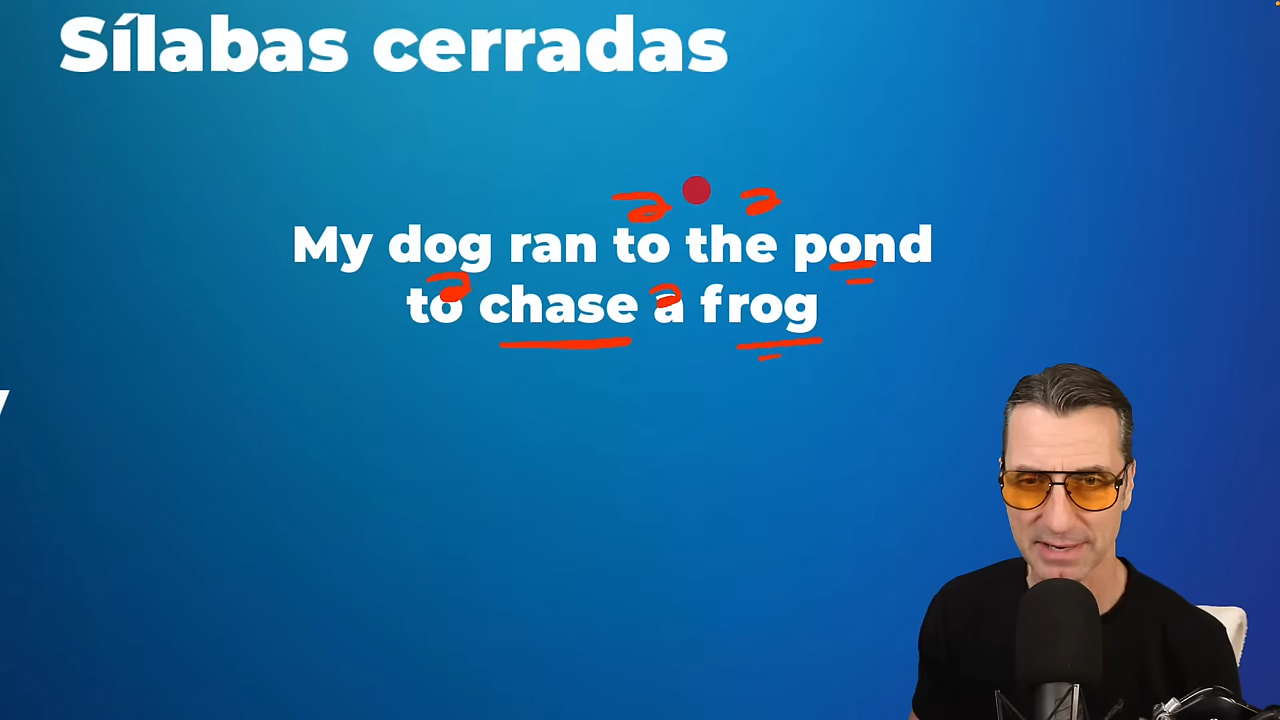 Sílabas cerradas
My dog ran to the pond
to chase a frog